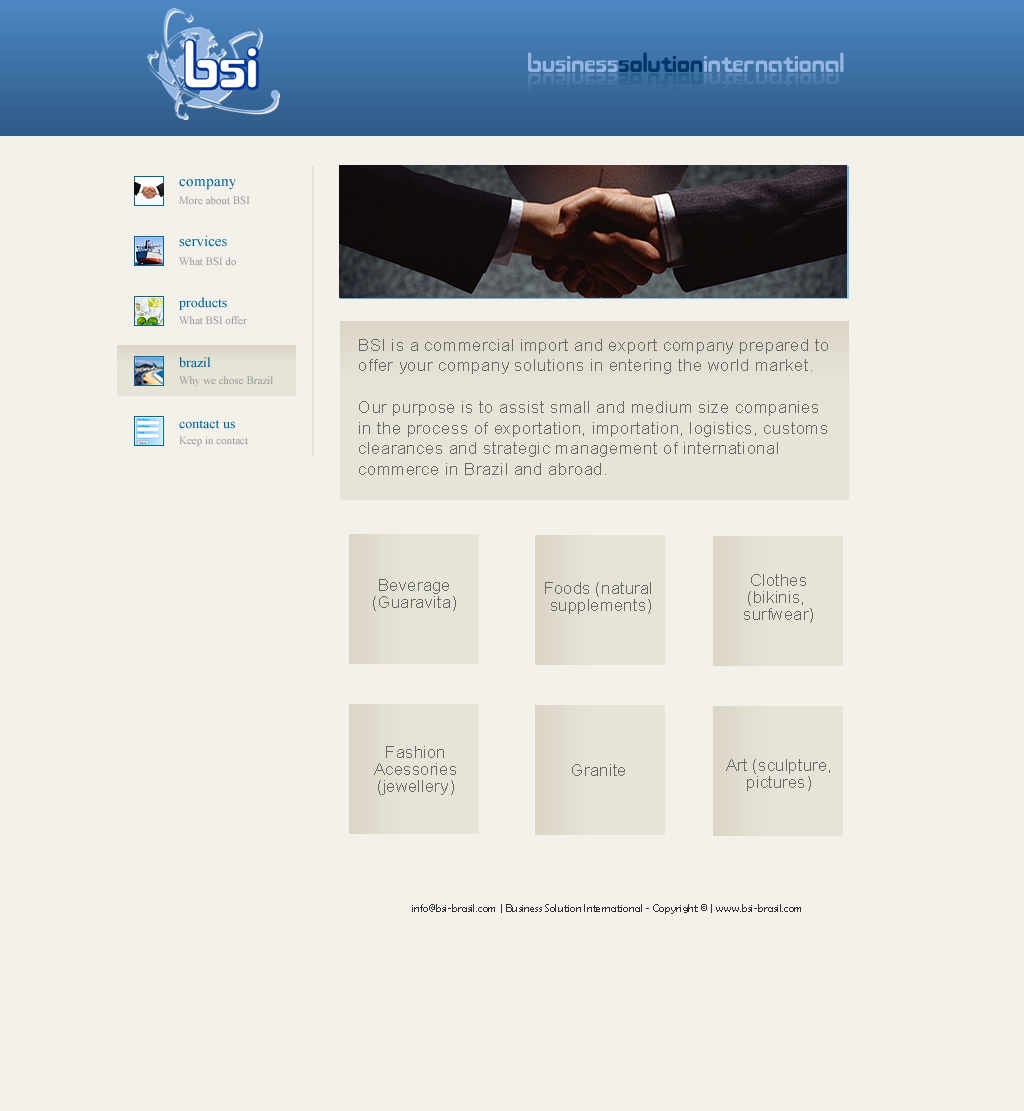 bsi
businesssolutioninternational
company
More about BSI
services
What BSI do
products
What BSI offer
brazil
Why we chose Brazil
contact us
Keep in contact
BSI is a commercial import and export company prepared to
offer your company solutions in entering the world market.
Our purpose is to assist small and medium size companies
in the process of exportation, importation, logistics, customs
clearances and strategic management of international
commerce in Brazil and abroad.
Beverage
(Guaravita)
Foods (natural
supplements)
Clothes
(bikinis,
surfwear)
Fashion
Acessories
(jewellery)
Granite
Art (sculpture,
pictures)
info@bsi-brasil.com | Business Solution International - Copyright © | www.bsi-brasil.com